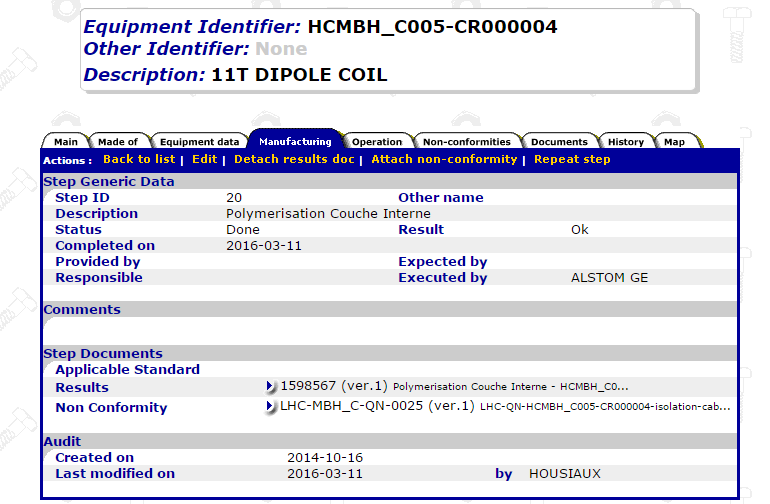 Equipment Identifier: HCMBH_C005-CR000004
Other Identifier: None
Description: 11T DIPOLE COIL
Main Made of Equipment data Manufacturing Operation Non-conformities Documents History Map
Actions : Back to list | Edit | Detach results doc | Attach non-conformity | Repeat step
Step Generic Data
Step ID 20 Other name
Description Polymerisation Couche Interne
Status Done Result Ok
Completed on 2016-03-11
Provided by Expected by
Responsible Executed by ALSTOM GE
Comments
Step Documents
Applicable Standard
Results 1598567 (ver.1) Polymerisation Couche Interne - HCMBH_C0...
Non Conformity LHC-MBH_C-QN-0025 (ver.1) LHC-QN-HCMBH_C005-CR000004-isolation-cab...
Audit
Created on 2014-10-16
Last modified on 2016-03-11 by HOUSIAUX